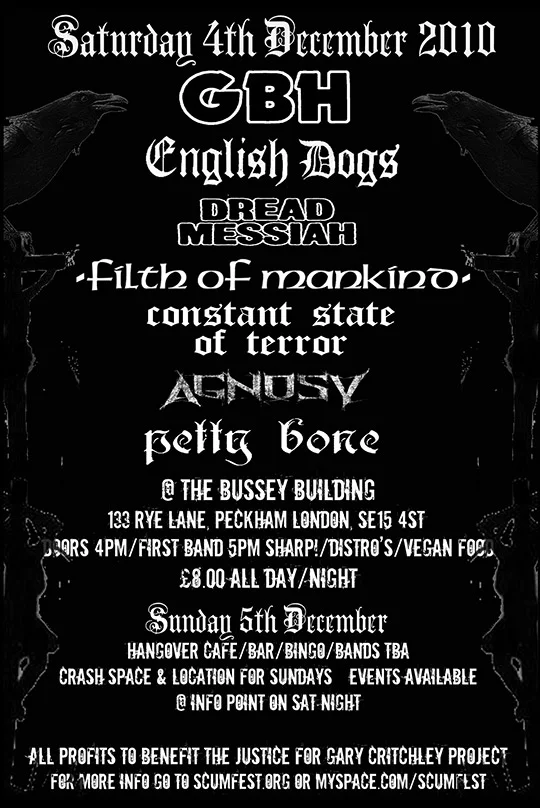 Saturday 4th December 2010
GBH
English Dogs
DREAD
MESSIAH
·filth of mankind·
constant state
of terror
AGNOSY
petty bone
@ THE BUSSEY BUILDING
133 RYE LANE, PECKHAM LONDON, SE15 4ST
DOORS 4PM/FIRST BAND 5PM SHARP!/DISTRO'S/VEGAN FOOD
£8.00 ALL DAY/NIGHT
Sunday 5th December
HANGOVER CAFE/BAR/BINGO/BANDS TBA
CRASH SPACE & LOCATION FOR SUNDAYS EVENTS AVAILABLE
@ INFO POINT ON SAT NIGHT
ALL PROFITS TO BENEFIT THE JUSTICE FOR GARY CRITCHLEY PROJECT
FOR MORE INFO GO TO SCUMFEST.ORG OR MYSPACE.COM/SCUMFLST